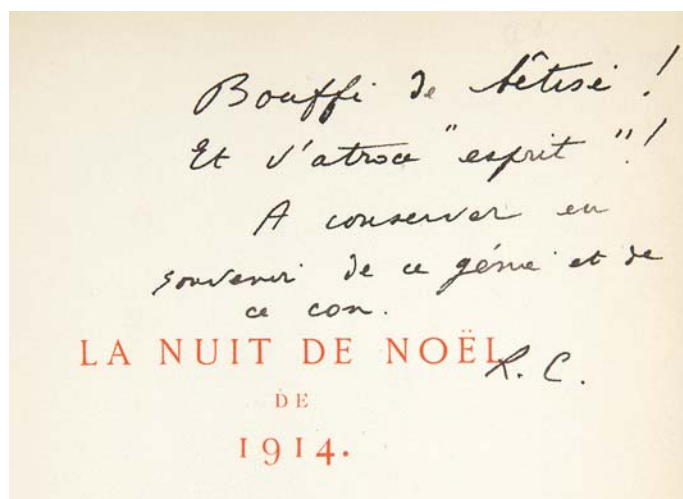 Bouffi de bêtise !
Et d'atroce "esprit" !
A conserver en
souvenir de ce génie et de
ce con.
LA NUIT DE NOËL
R. C.
DE
1914.